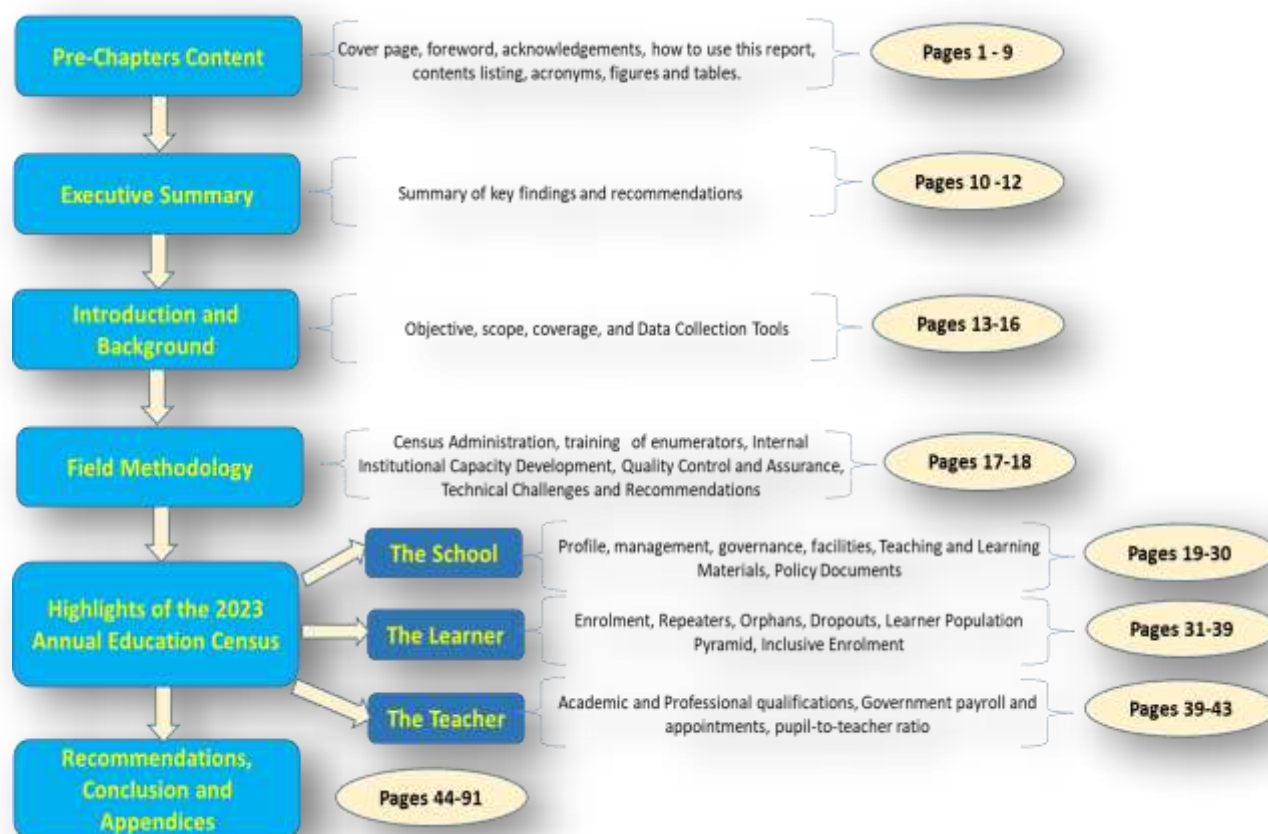 Pre-Chapters Content
Cover page, foreword, acknowledgements, how to use this report,
contents listing, acronyms, figures and tables.
Pages 1 - 9
Executive Summary
Summary of key findings and recommendations
Pages 10 -12
Introduction and
Background
Objective, scope, coverage, and Data Collection Tools
Pages 13-16
Field Methodology
Census Administration, training of enumerators, Internal
Institutional Capacity Development, Quality Control and Assurance,
Technical Challenges and Recommendations
Pages 17-18
Highlights of the 2023
Annual Education Census
The School
Profile, management, governance, facilities, Teaching and Learning
Materials, Policy Documents
Pages 19-30
The Learner
Enrolment, Repeaters, Orphans, Dropouts, Learner Population
Pyramid, Inclusive Enrolment
Pages 31-39
The Teacher
Academic and Professional qualifications, Government payroll and
appointments, pupil-to-teacher ratio
Pages 39-43
Recommendations,
Conclusion and
Appendices
Pages 44-91